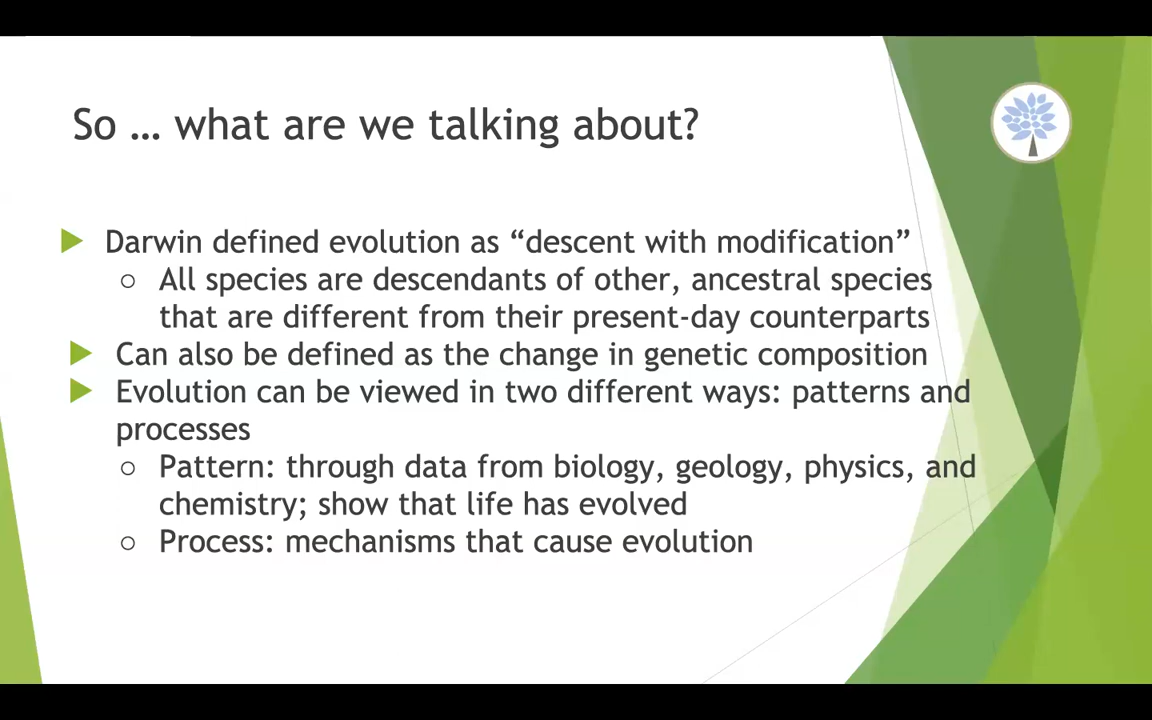 So … what are we talking about?
▶ Darwin defined evolution as “descent with modification”
○ All species are descendants of other, ancestral species
that are different from their present-day counterparts
▶ Can also be defined as the change in genetic composition
▶ Evolution can be viewed in two different ways: patterns and
processes
○ Pattern: through data from biology, geology, physics, and
chemistry; show that life has evolved
○ Process: mechanisms that cause evolution